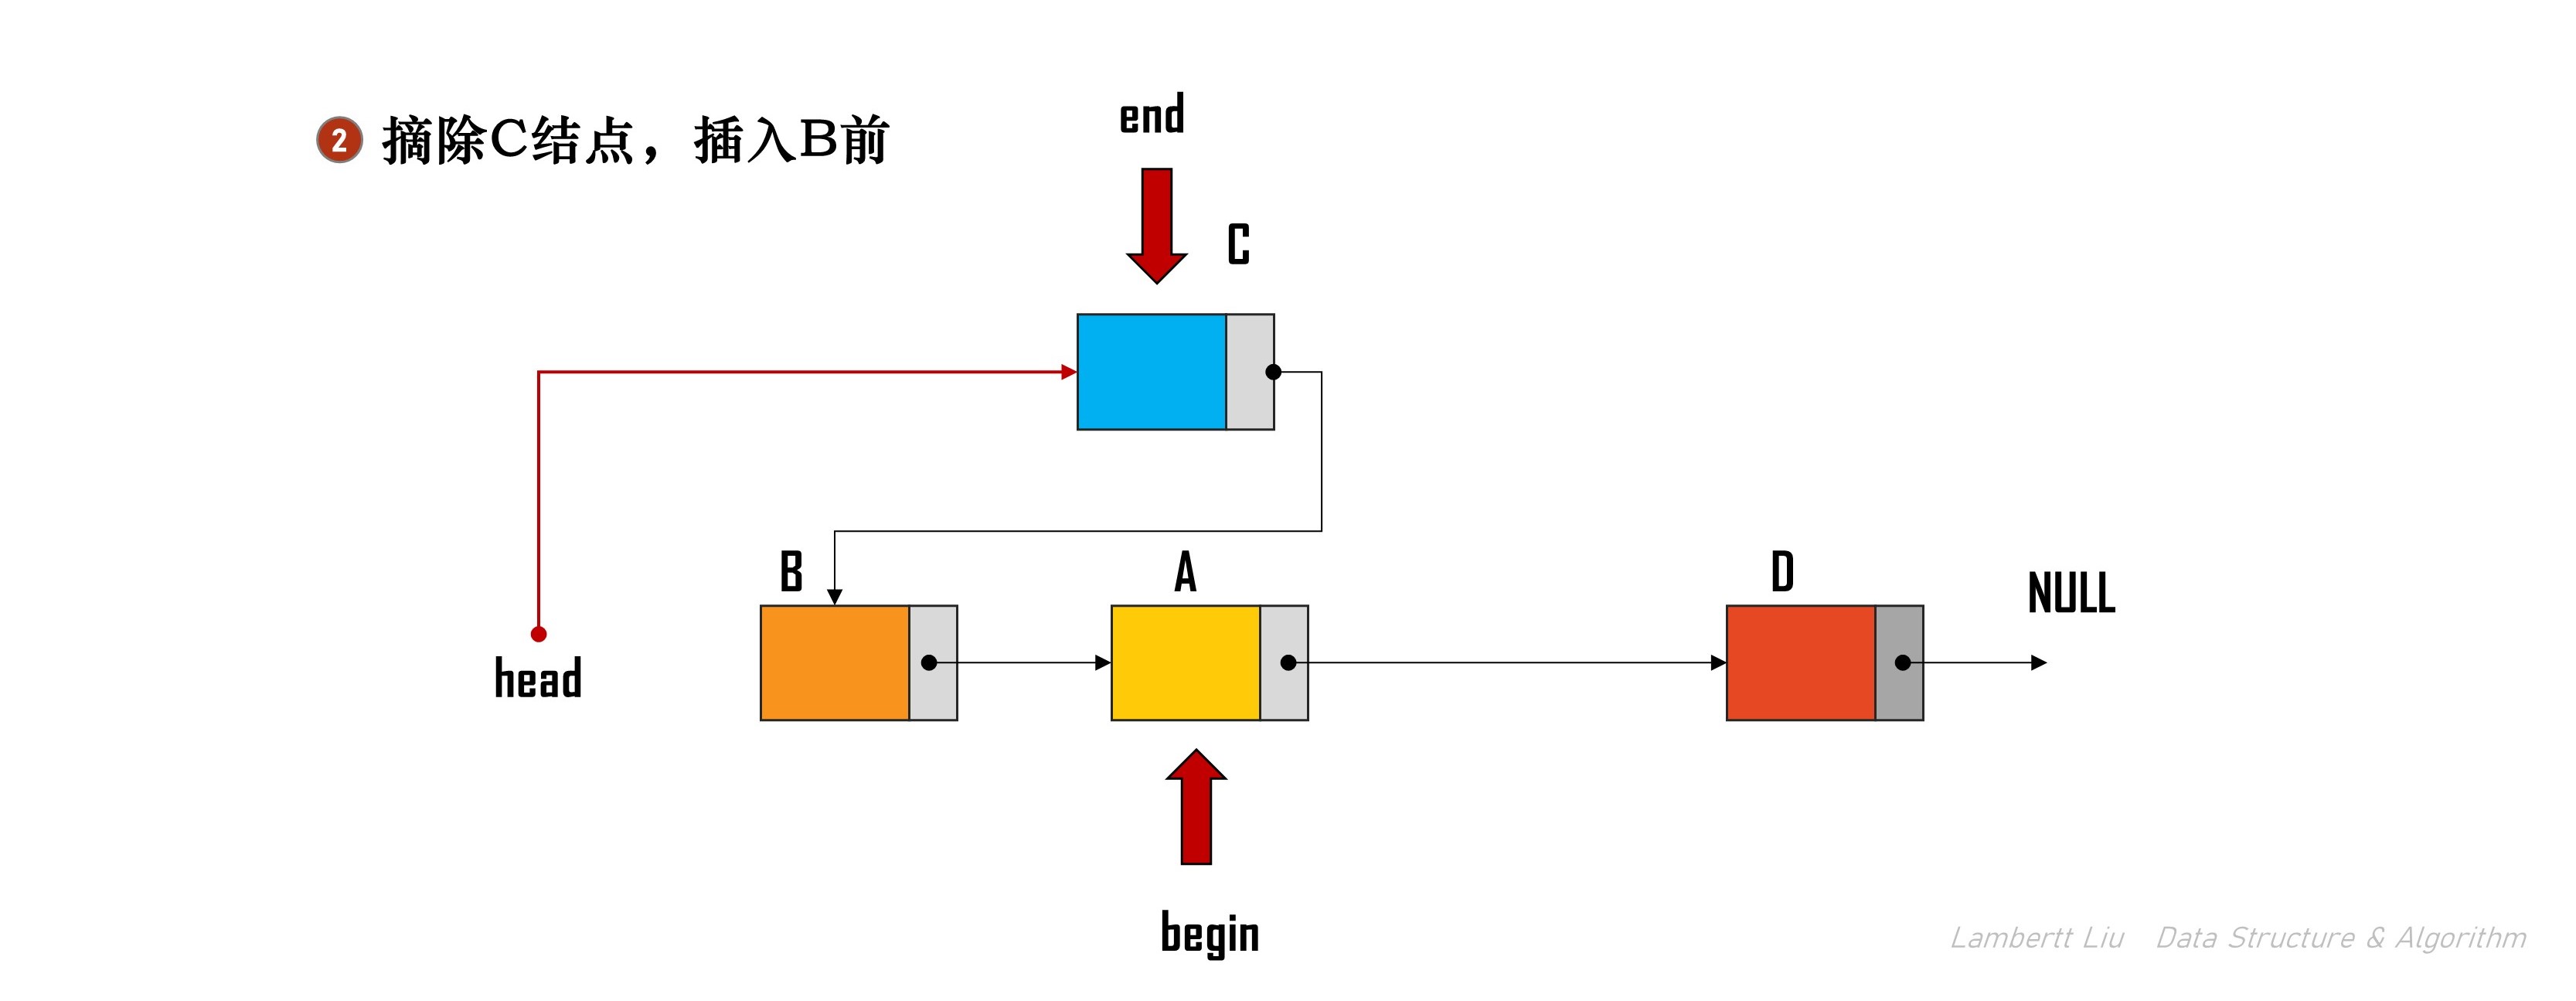 end
2 摘除C结点，插入B前
C
B
A
D
NULL
head
begin
Lambertt Liu Data Structure & Algorithm